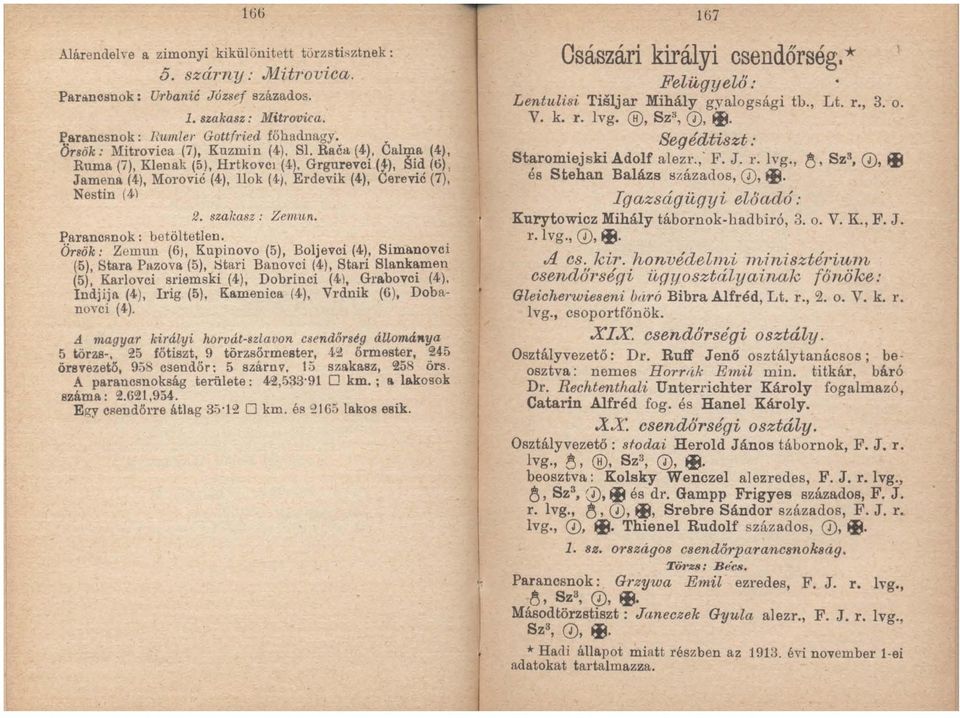 166
Alárendelve a zimonyi kikülönitett törzstisztnek:
5. szárny: Mitrovica.
Parancsnok: Urbanić József százados.
1. szakasz: Mitrovica.
Parancsnok: Rumler Gottfried főhadnagy.
Örsök: Mitrovica (7), Kuzmin (4), Sl. Rača (4), Čalma (4),
Ruma (7), Klenak (5), Hrtkovci (4), Grgurevci (4), Šid (6),
Jamena (4), Morović (4), Ilok (4), Erdevik (4), Čerević (7),
Nestin (4)
2. szakasz: Zemun.
Parancsnok: betöltetlen.
Örsök: Zemun (6), Kupinovo (5), Boljevci (4), Simanovci
(5), Stara Pazova (5), Stari Banovci (4), Stari Slankamen
(5), Karlovci sriemski (4), Dobrinci (4), Grabovci (4),
Indjija (4), Irig (5), Kamenica (4), Vrdnik (6), Doba-
novci (4).
A magyar királyi horvát-szlavon csendőrség állománya
5 törzs-, 25 főtiszt, 9 törzsőrmester, 42 őrmester, 245
őrsvezető, 958 csendőr; 5 szárny, 15 szakasz, 258 örs.
A parancsnokság területe: 42,533·91 □ km.; a lakosok
száma: 2.621,954.
Egy csendőrre átlag 35·12 □ km. és 2165 lakos esik.
167
Császári királyi csendőrség.*
Felügyelő:
Lentulisi Tišljar Mihály gyalogsági tb., Lt. r., 3. o.
V. k. r. lvg. Ⓗ, Sz³, Ⓙ, ✠.
Segédtiszt:
Staromiejski Adolf alezr., F. J. r. lvg., Sz³, Ⓙ, ✠
és Stehan Balázs százados, Ⓙ, ✠.
Igazságügyi előadó:
Kurytowicz Mihály tábornok-hadbiró, 3. o. V. K., F. J.
r. lvg., Ⓙ, ✠.
A cs. kir. honvédelmi minisztérium
csendőrségi ügyosztályainak főnöke:
Gleicherwieseni báró Bibra Alfréd, Lt. r., 2. o. V. k. r.
lvg., csoportfőnök.
XIX. csendőrségi osztály.
Osztályvezető: Dr. Ruff Jenő osztálytanácsos; be-
osztva: nemes Horrák Emil min. titkár, báró
Dr. Rechtenthali Unterrichter Károly fogalmazó,
Catarin Alfréd fog. és Hanel Károly.
XX. csendőrségi osztály.
Osztályvezető: stodai Herold János tábornok, F. J. r.
lvg., Ⓗ, Sz³, Ⓙ, ✠.
beosztva: Kolsky Wenczel alezredes, F. J. r. lvg.,
Sz³, Ⓙ, ✠ és dr. Gampp Frigyes százados, F. J.
r. lvg., Ⓙ, ✠, Srebre Sándor százados, F. J. r.
lvg., Ⓙ, ✠. Thienel Rudolf százados, Ⓙ, ✠.
1. sz. országos csendőrparancsnokság.
Törzs: Bécs.
Parancsnok: Grzywa Emil ezredes, F. J. r. lvg.,
Sz³, Ⓙ, ✠.
Másodtörzstiszt: Janeczek Gyula alezr., F. J. r. lvg.,
Sz³, Ⓙ, ✠.
* Hadi állapot miatt részben az 1913. évi november 1-ei
adatokat tartalmazza.